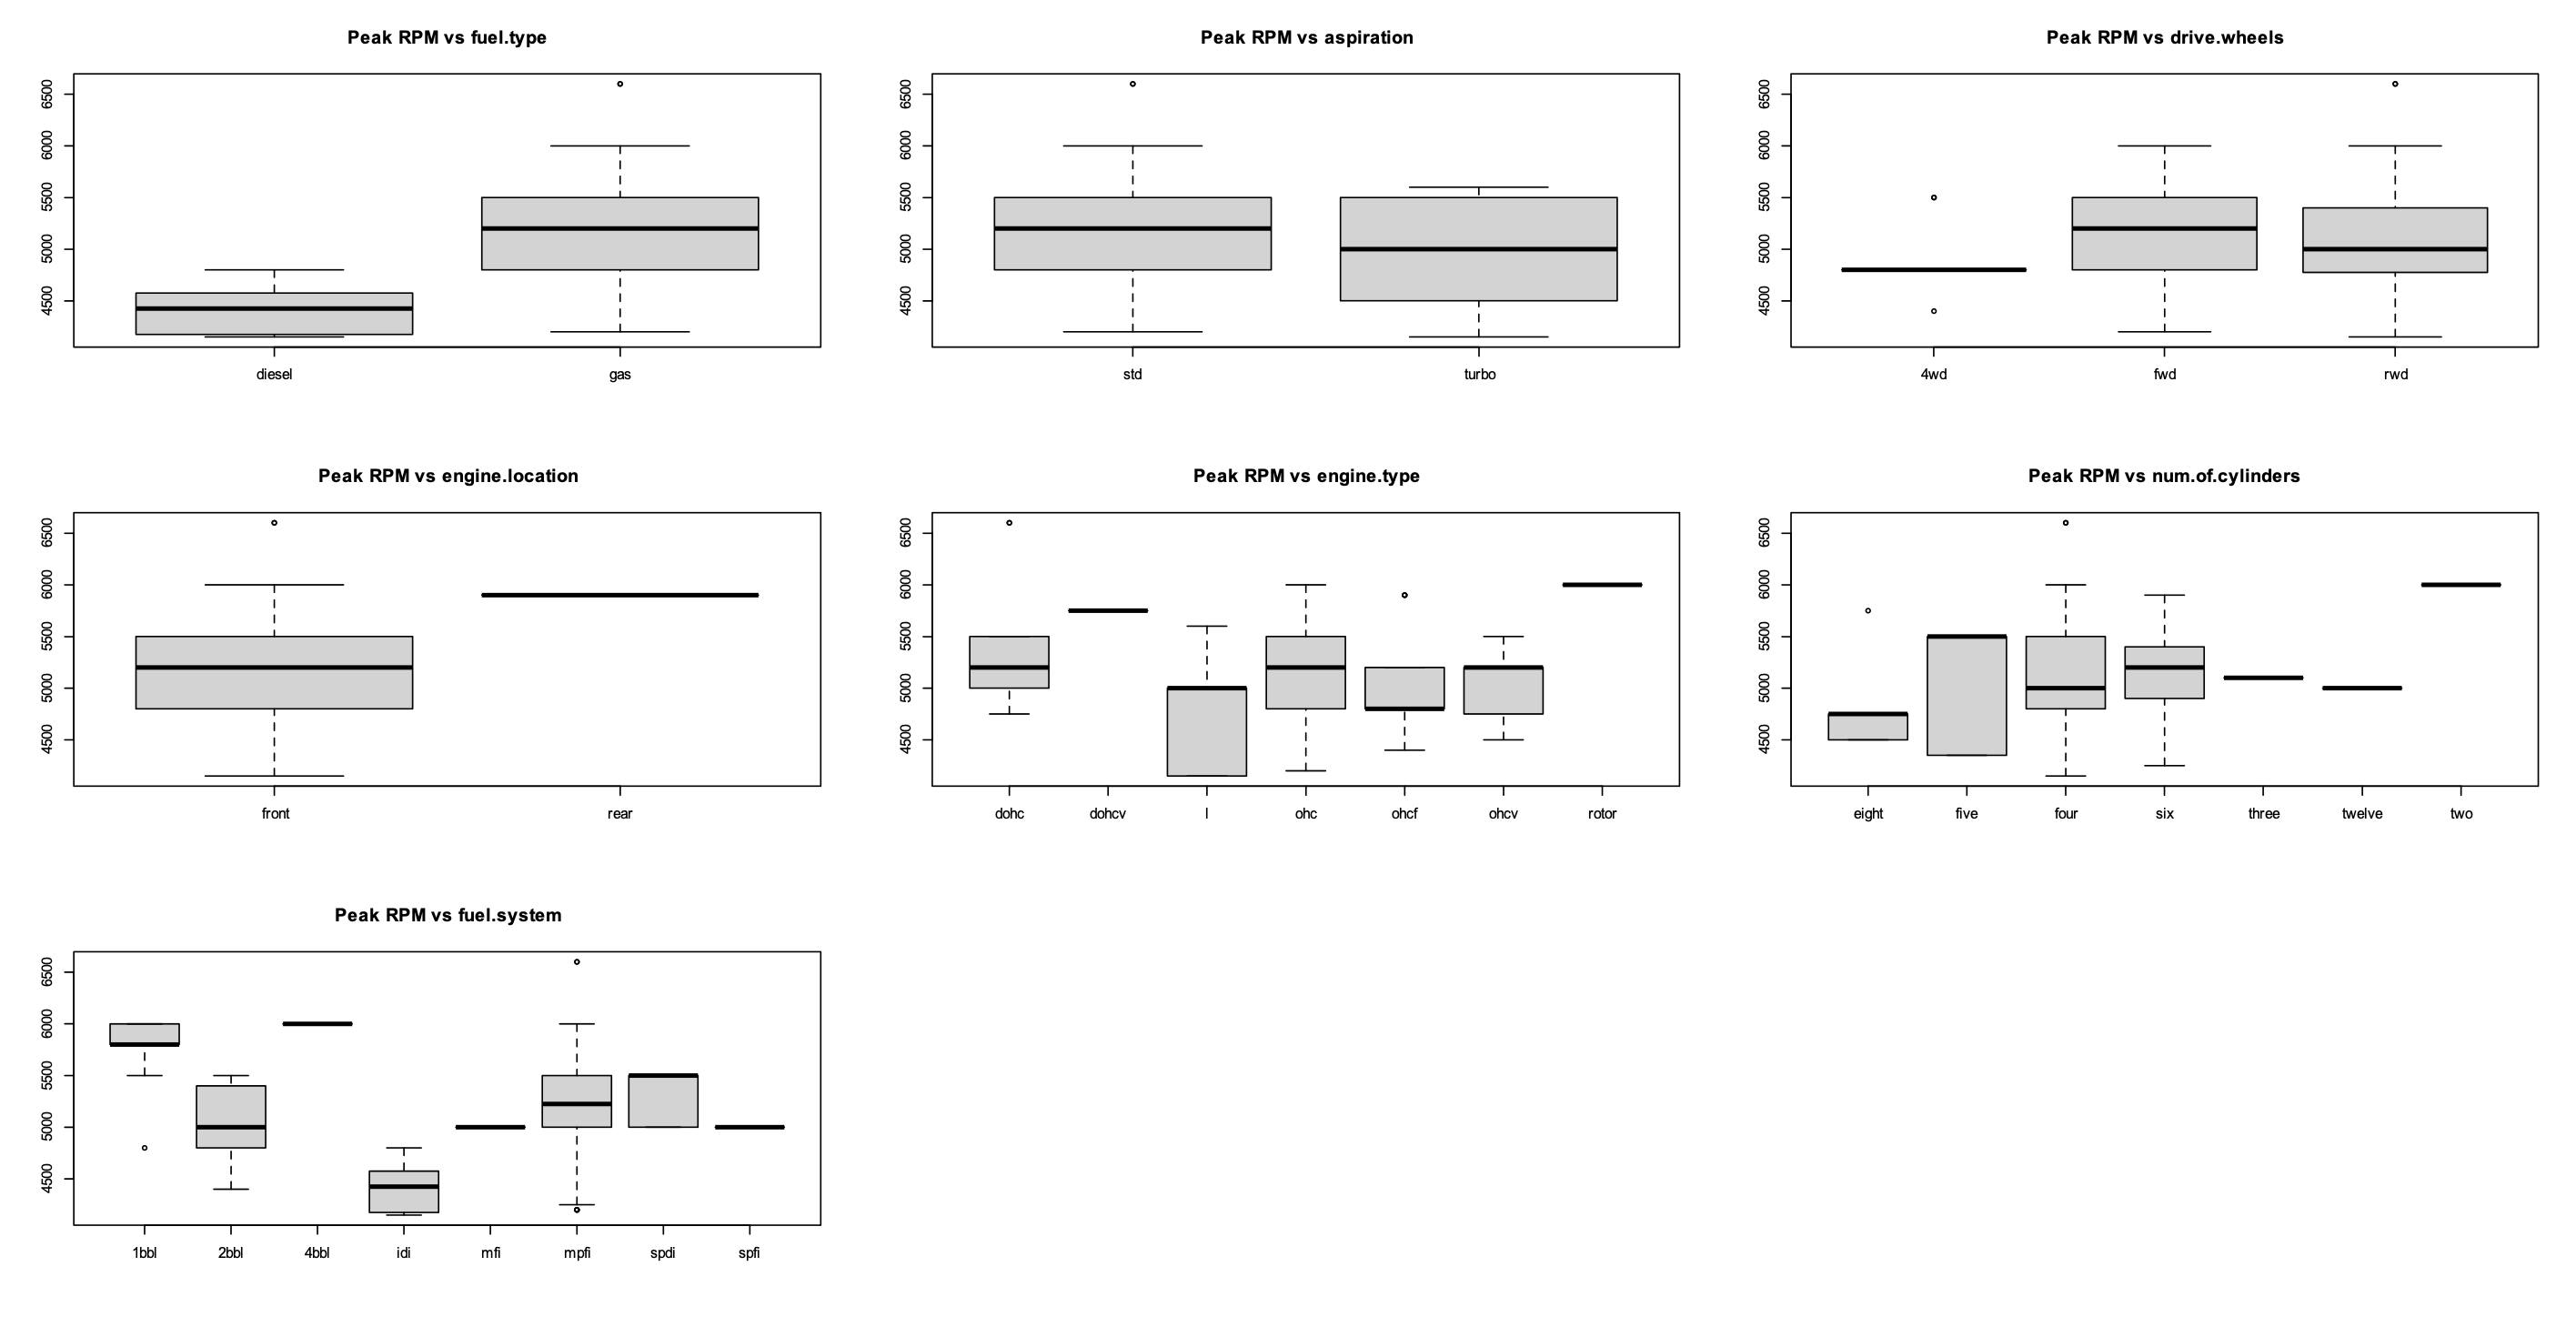 Peak RPM vs fuel.type
6500
6000
5500
5000
4500
diesel gas
Peak RPM vs aspiration
6500
6000
5500
5000
4500
std turbo
Peak RPM vs drive.wheels
6500
6000
5500
5000
4500
4wd fwd rwd
Peak RPM vs engine.location
6500
6000
5500
5000
4500
front rear
Peak RPM vs engine.type
6500
6000
5500
5000
4500
dohc dohcv l ohc ohcf ohcv rotor
Peak RPM vs num.of.cylinders
6500
6000
5500
5000
4500
eight five four six three twelve two
Peak RPM vs fuel.system
6500
6000
5500
5000
4500
1bbl 2bbl 4bbl idi mfi mpfi spdi spfi